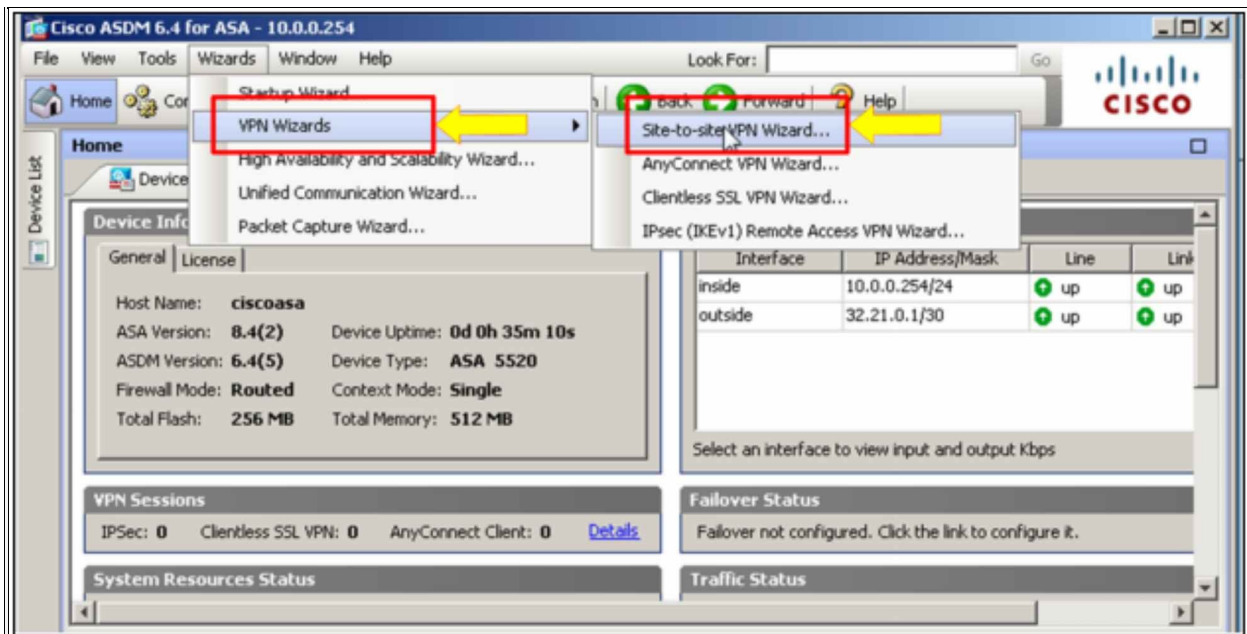 Cisco ASDM 6.4 for ASA - 10.0.0.254
File View Tools Wizards Window Help Look For: Go
Home Back Forward Help
CISCO
Startup Wizard
VPN Wizards
High Availability and Scalability Wizard...
Unified Communication Wizard...
Packet Capture Wizard...
Site-to-site VPN Wizard...
AnyConnect VPN Wizard...
Clientless SSL VPN Wizard...
IPsec (IKEv1) Remote Access VPN Wizard...
Device List
Home
Device
General License
Host Name: ciscoasa
ASA Version: 8.4(2) Device Uptime: 0d 0h 35m 10s
ASDM Version: 6.4(5) Device Type: ASA 5520
Firewall Mode: Routed Context Mode: Single
Total Flash: 256 MB Total Memory: 512 MB
Interface IP Address/Mask Line Link
inside 10.0.0.254/24 up up
outside 32.21.0.1/30 up up
Select an interface to view input and output Kbps
VPN Sessions
IPSec: 0 Clientless SSL VPN: 0 AnyConnect Client: 0 Details
Failover Status
Failover not configured. Click the link to configure it.
System Resources Status
Traffic Status